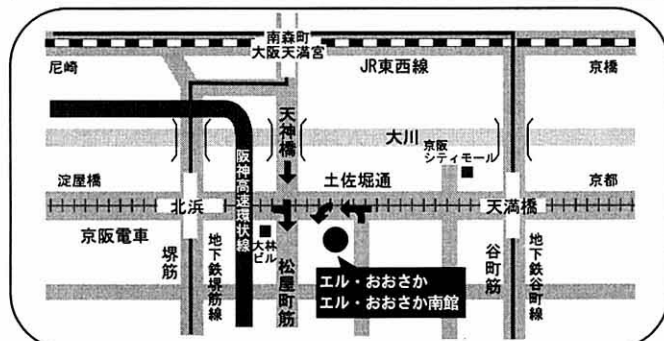 南森町
大阪天満宮
尼崎
JR東西線
京橋
天神橋
大川
京阪
シティモール
阪神高速環状線
淀屋橋
土佐堀通
京都
北浜
天満橋
京阪電車
大林
ビル
堺筋
地下鉄堺筋線
松屋町筋
エル・おおさか
エル・おおさか南館
谷町筋
地下鉄谷町線